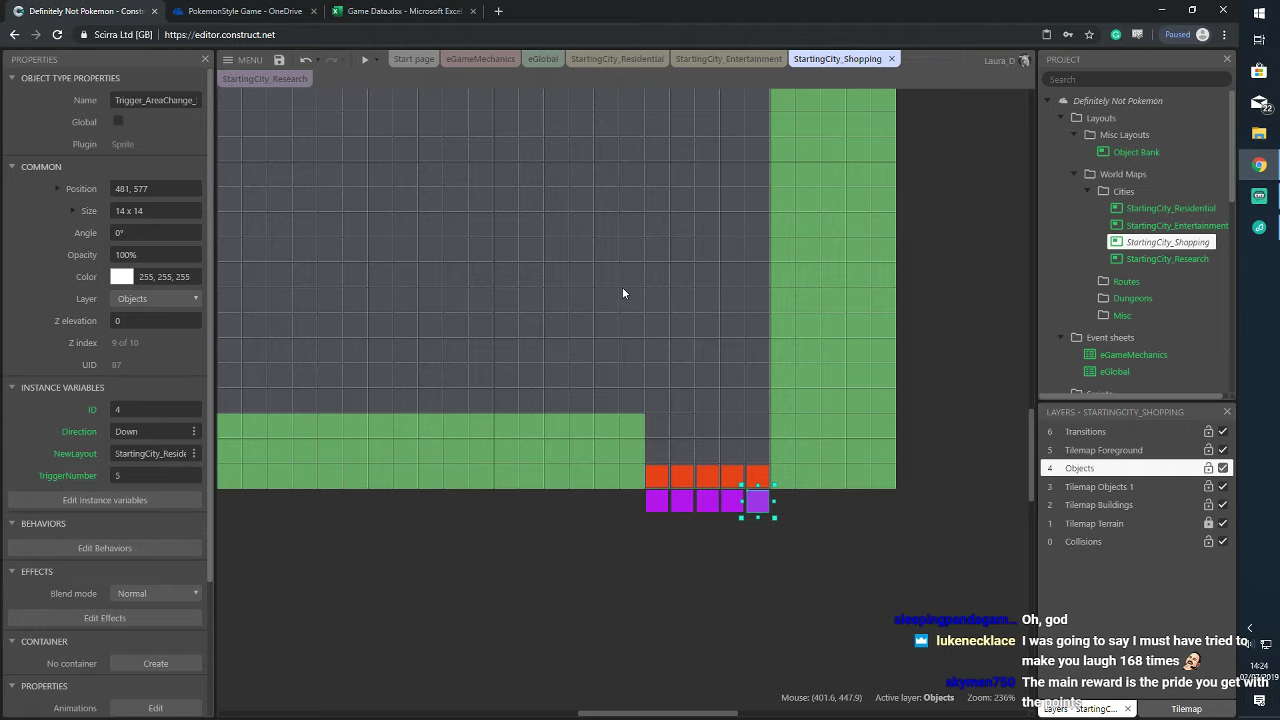 Definitely Not Pokemon - Constr
PokemonStyle Game - OneDrive
Game Data.xlsx - Microsoft Excel
Scirra Ltd [GB] | https://editor.construct.net
Paused
PROPERTIES
MENU
Start page
eGameMechanics
eGlobal
StartingCity_Residential
StartingCity_Entertainment
StartingCity_Shopping
Laura_D
StartingCity_Research
OBJECT TYPE PROPERTIES
Name Trigger_AreaChange_
Global
Plugin Sprite
COMMON
Position 481, 577
Size 14 x 14
Angle 0°
Opacity 100%
Color 255, 255, 255
Layer Objects
Z elevation 0
Z index 9 of 10
UID 87
INSTANCE VARIABLES
ID 4
Direction Down
NewLayout StartingCity_Reside
TriggerNumber 5
Edit Instance variables
BEHAVIORS
Edit Behaviors
EFFECTS
Blend mode Normal
Edit Effects
CONTAINER
No container Create
PROPERTIES
Animations Edit
PROJECT
Search
Definitely Not Pokemon
Layouts
Misc Layouts
Object Bank
World Maps
Cities
StartingCity_Residential
StartingCity_Entertainment
StartingCity_Shopping
StartingCity_Research
Routes
Dungeons
Misc
Event sheets
eGameMechanics
eGlobal
Scripts
LAYERS - STARTINGCITY_SHOPPING
6 Transitions
5 Tilemap Foreground
4 Objects
3 Tilemap Objects 1
2 Tilemap Buildings
1 Tilemap Terrain
0 Collisions
sleepingpandagam... Oh, god
lukenecklace I was going to say I must have tried to
make you laugh 168 times
skymen750 The main reward is the pride you get with
the points
Mouse: (401.6, 447.9) Active layer: Objects Zoom: 236%
Layers - StartingC...
Tilemap
22
14:24